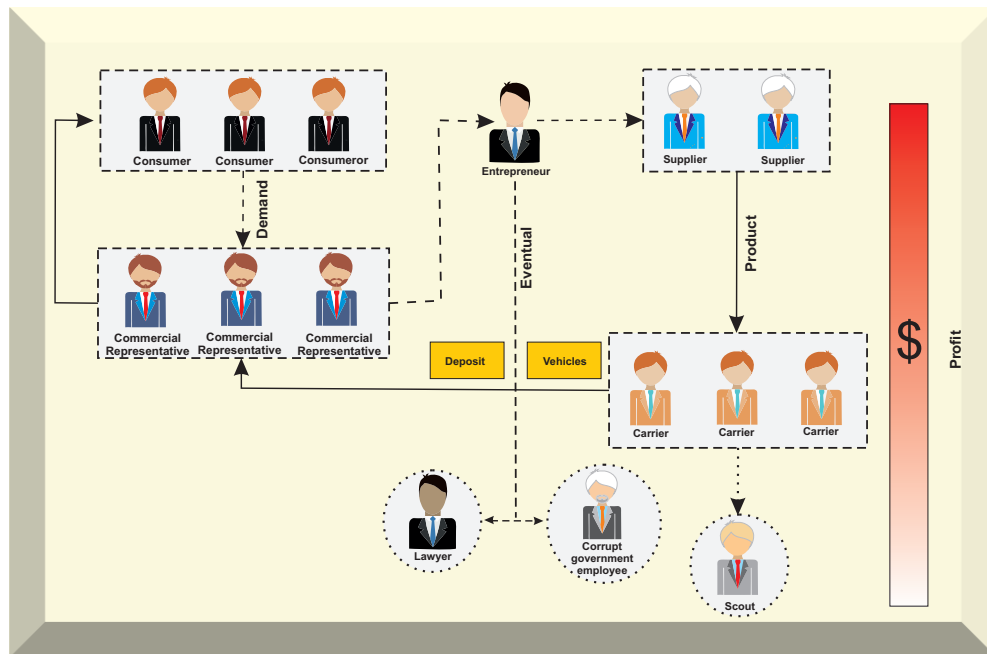 Consumer
Consumer
Consumeror
Entrepreneur
Supplier
Supplier
Demand
Eventual
Product
Commercial
Representative
Commercial
Representative
Commercial
Representative
Deposit
Vehicles
$
Profit
Carrier
Carrier
Carrier
Lawyer
Corrupt
government
employee
Scout